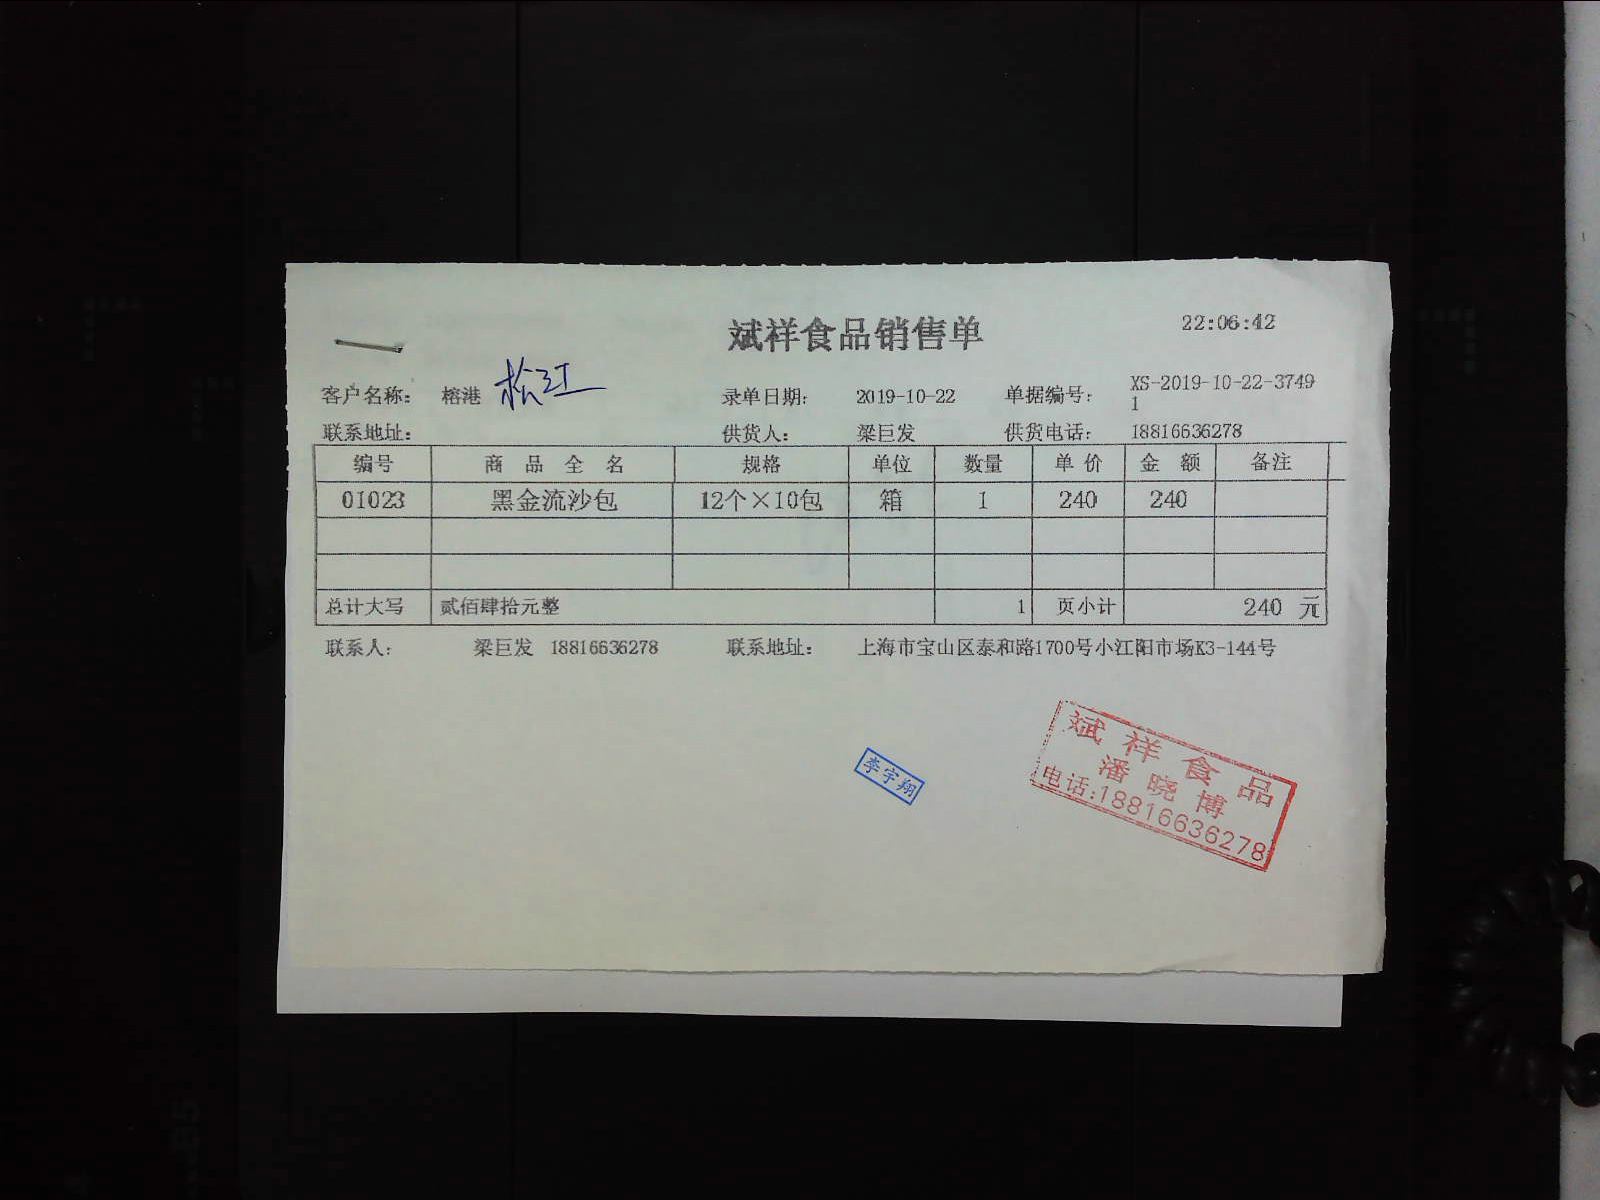 斌祥食品销售单 22:06:42
客户名称: 榕港 松江 录单日期: 2019-10-22 单据编号: XS-2019-10-22-3749
1
联系地址: 供货人: 梁巨发 供货电话: 18816636278
编号 商品全名 规格 单位 数量 单价 金额 备注
01023 黑金流沙包 12个×10包 箱 1 240 240
总计大写 贰佰肆拾元整 1 页小计 240 元
联系人: 梁巨发 18816636278 联系地址: 上海市宝山区泰和路1700号小江阳市场K3-144号
李宇翔
斌祥食品
潘晓博
电话:18816636278